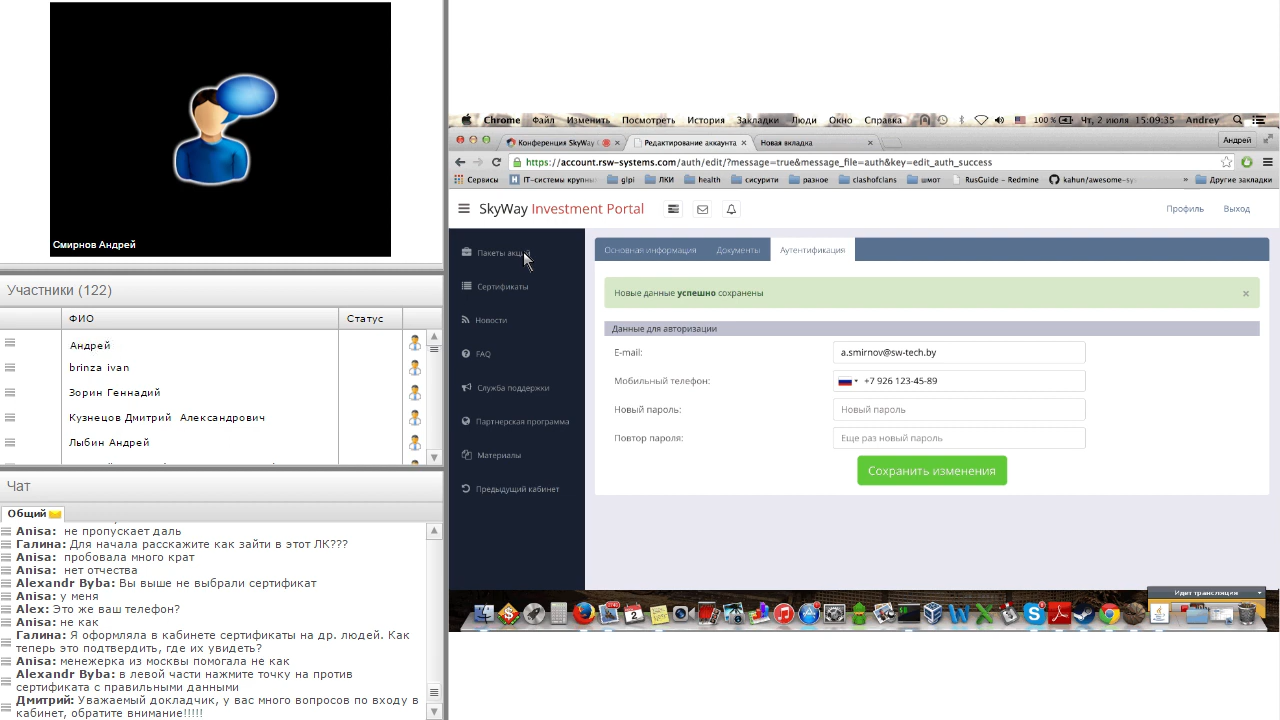 Смирнов Андрей
Участники (122)
ФИО
Статус
Андрей
brinza ivan
Зорин Геннадий
Кузнецов Дмитрий Александрович
Лыбин Андрей
Чат
Общий
Anisa: не пропускает даль
Галина: Для начала расскажите как зайти в этот ЛК???
Anisa: пробовала много крат
Anisa: нет отчества
Alexandr Byba: Вы выше не выбрали сертификат
Anisa: у меня
Alex: Это же ваш телефон?
Anisa: не как
Галина: Я оформляла в кабинете сертификаты на др. людей. Как
теперь это подтвердить, где их увидеть?
Anisa: менежерка из москвы помогала не как
Alexandr Byba: в левой части нажмите точку на против
сертификата с правильными данными
Дмитрий: Уважаемый докладчик, у вас много вопросов по входу в
кабинет, обратите внимание!!!!!
Chrome Файл Изменить Посмотреть История Закладки Люди Окно Справка 100 % Чт, 2 июля 15:09:35 Andrey
Конференция SkyWay Редактирование аккаунта Новая вкладка Андрей
https://account.rsw-systems.com/auth/edit/?message=true&message_file=auth&key=edit_auth_success
Сервисы IT-системы крупны glpi ЛКИ health сисурити разное clashofclans шмот RusGuide - Redmine kahun/awesome-sy » Другие закладки
SkyWay Investment Portal
Профиль Выход
Пакеты акций
Сертификаты
Новости
FAQ
Служба поддержки
Партнерская программа
Материалы
Предыдущий кабинет
Основная информация Документы Аутентификация
Новые данные успешно сохранены ×
Данные для авторизации
E-mail: a.smirnov@sw-tech.by
Мобильный телефон: +7 926 123-45-89
Новый пароль: Новый пароль
Повтор пароля: Еще раз новый пароль
Сохранить изменения
Идет трансляция